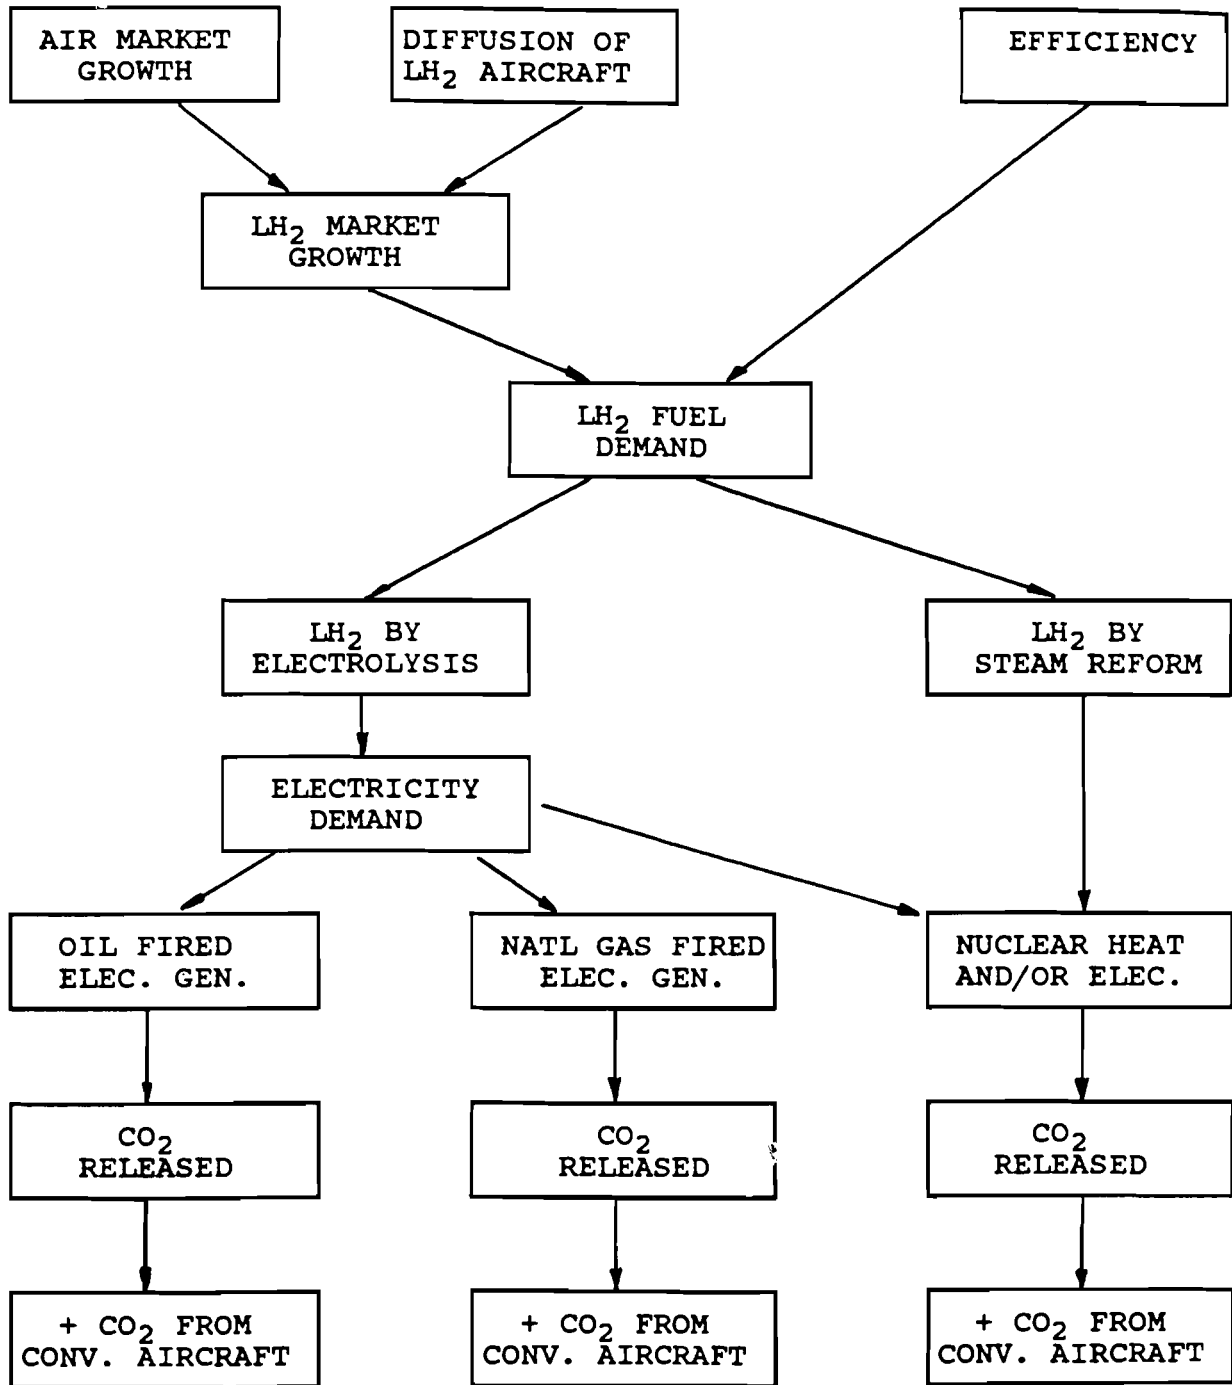 AIR MARKET
GROWTH
DIFFUSION OF
LH₂ AIRCRAFT
EFFICIENCY
LH₂ MARKET
GROWTH
LH₂ FUEL
DEMAND
LH₂ BY
ELECTROLYSIS
LH₂ BY
STEAM REFORM
ELECTRICITY
DEMAND
OIL FIRED
ELEC. GEN.
NATL GAS FIRED
ELEC. GEN.
NUCLEAR HEAT
AND/OR ELEC.
CO₂
RELEASED
CO₂
RELEASED
CO₂
RELEASED
+ CO₂ FROM
CONV. AIRCRAFT
+ CO₂ FROM
CONV. AIRCRAFT
+ CO₂ FROM
CONV. AIRCRAFT